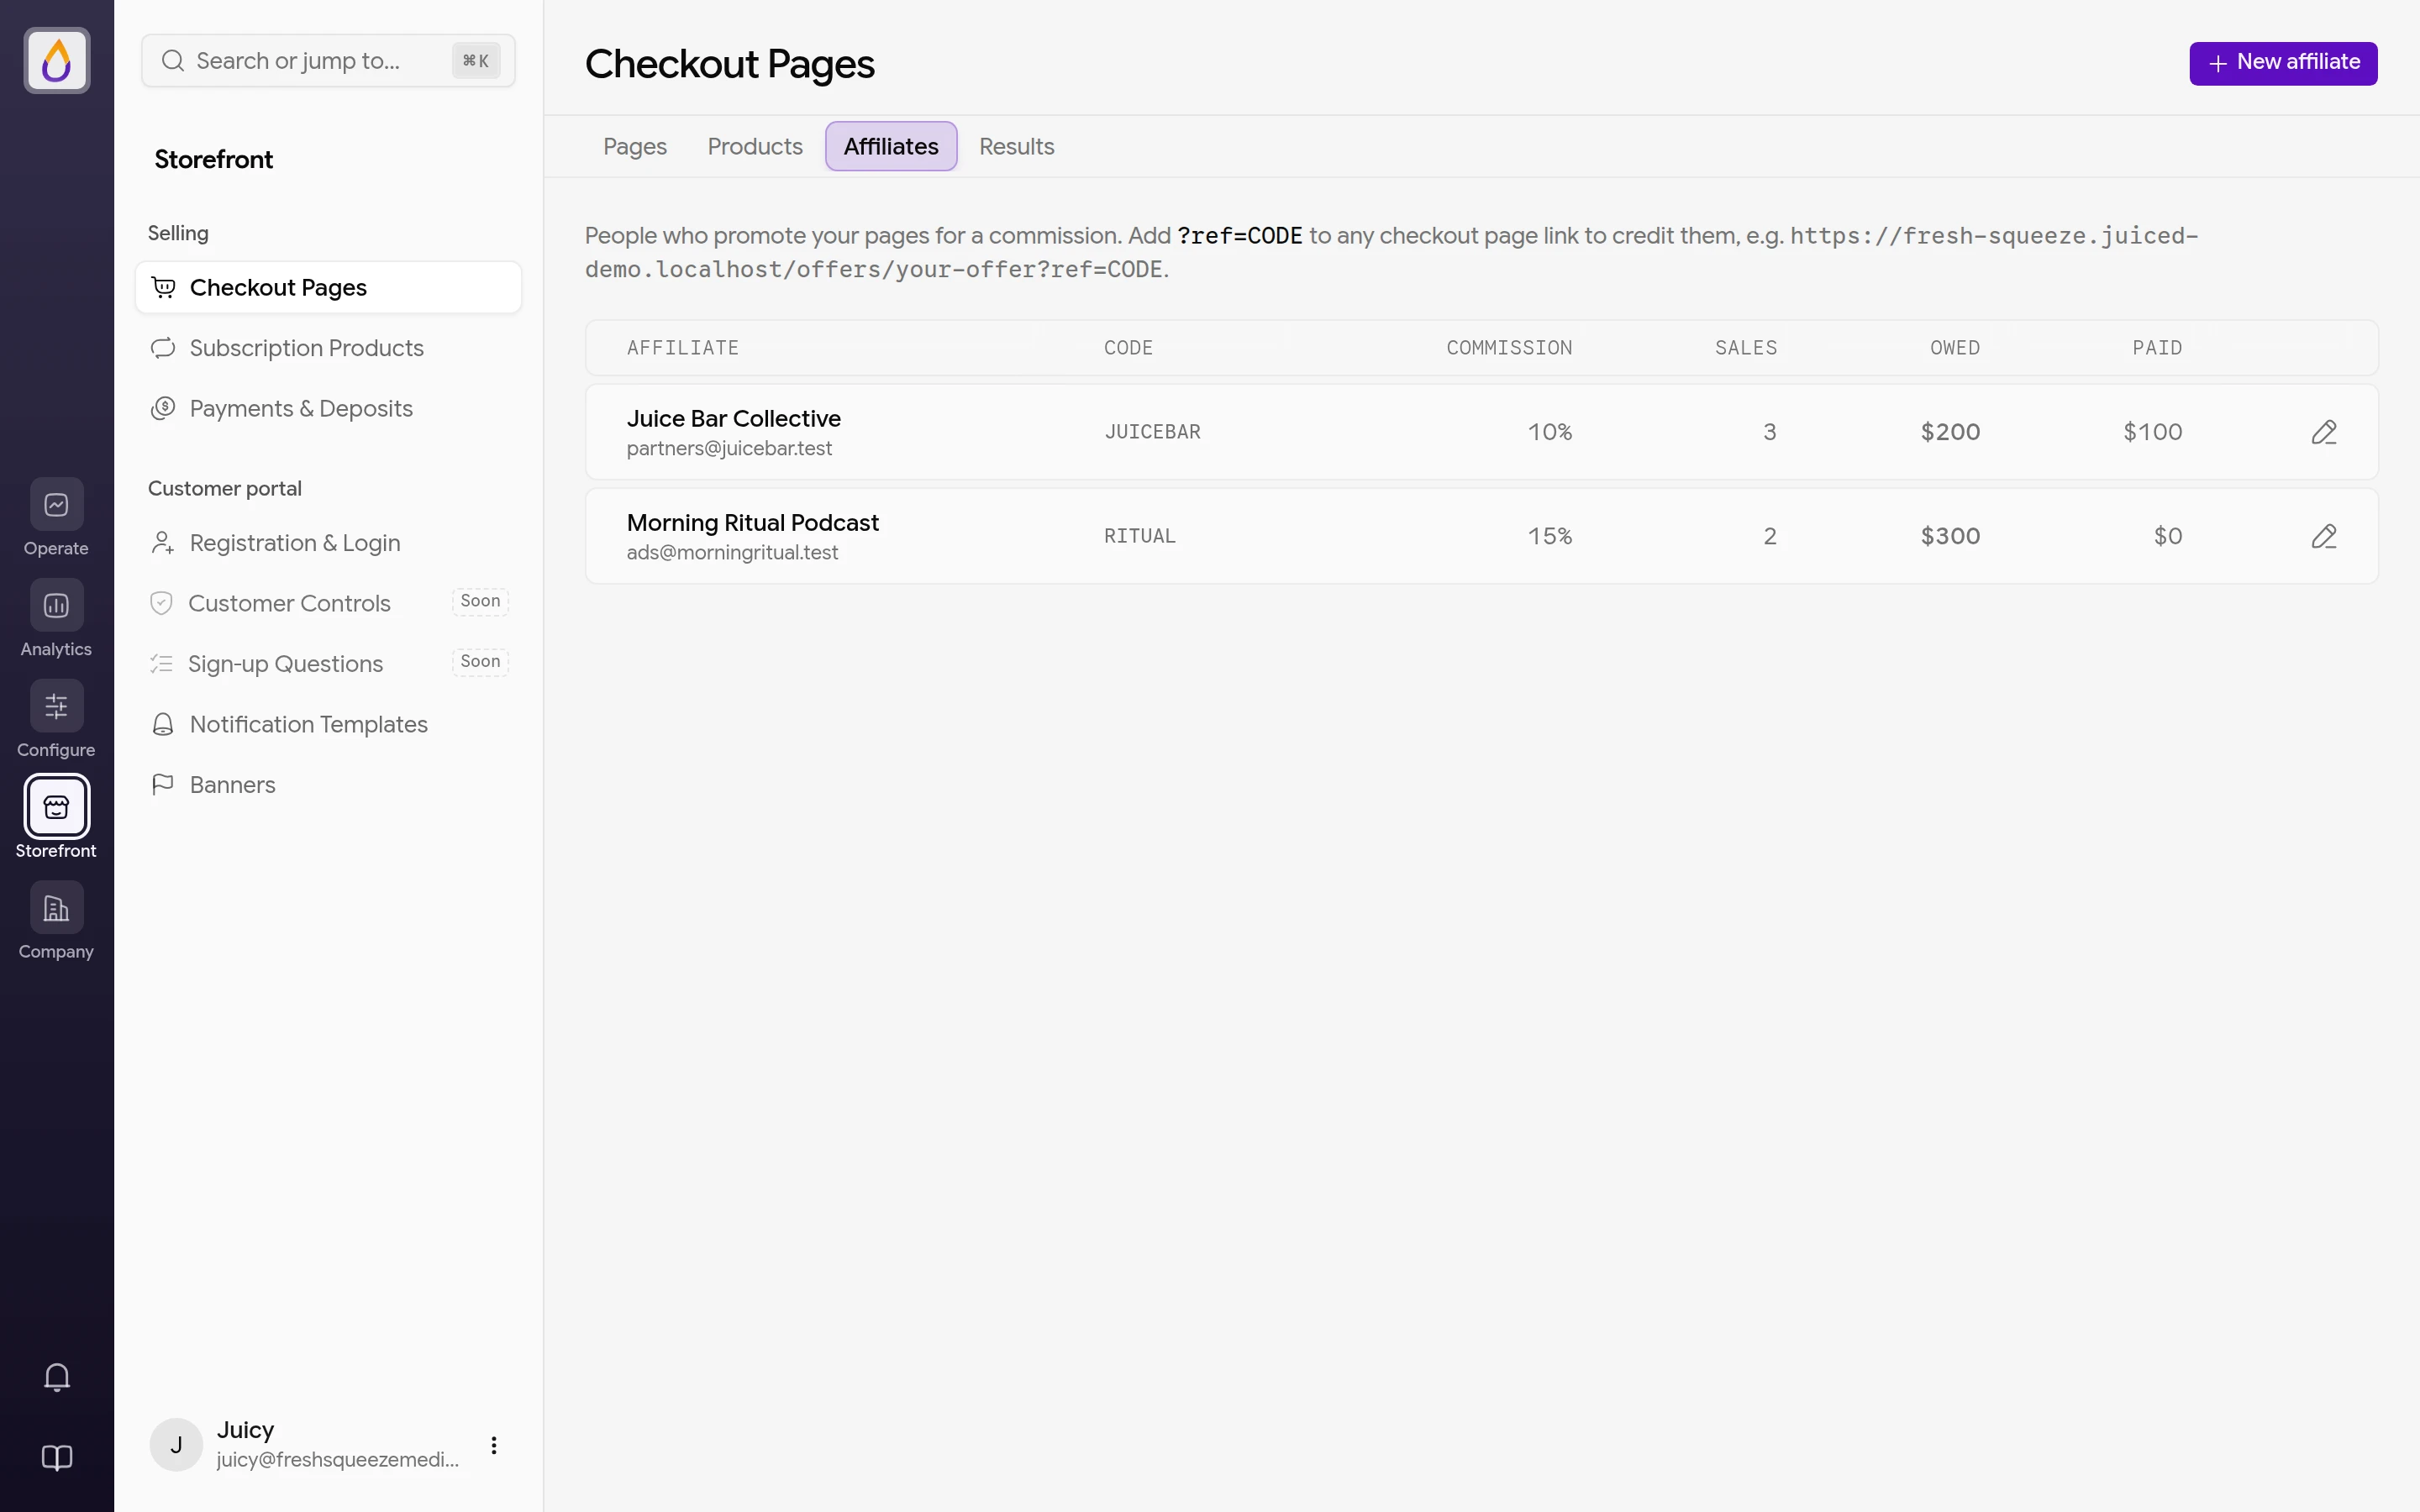 Search or jump to...
⌘K
Storefront
Selling
Checkout Pages
Subscription Products
Payments & Deposits
Customer portal
Registration & Login
Customer Controls
Soon
Sign-up Questions
Soon
Notification Templates
Banners
Operate
Analytics
Configure
Storefront
Company
J
Juicy
juicy@freshsqueezemedi...
Checkout Pages
New affiliate
Pages
Products
Affiliates
Results
People who promote your pages for a commission. Add ?ref=CODE to any checkout page link to credit them, e.g. https://fresh-squeeze.juiced-
demo.localhost/offers/your-offer?ref=CODE.
AFFILIATE CODE COMMISSION SALES OWED PAID
Juice Bar Collective
partners@juicebar.test
JUICEBAR 10% 3 $200 $100
Morning Ritual Podcast
ads@morningritual.test
RITUAL 15% 2 $300 $0